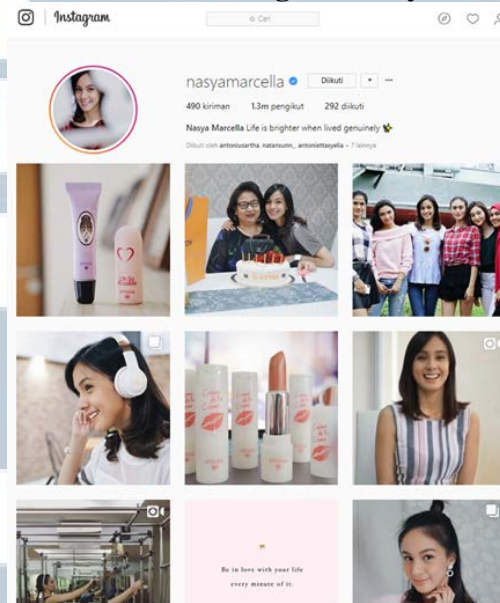 Instagram
Cari
nasyamarcella
Diikuti
490 kiriman 1.3m pengikut 292 diikuti
Nasya Marcella Life is brighter when lived genuinely
Diikuti oleh antoniusartha, natansunn_, antoniettasyella + 7 lainnya
Be in love with your life
every minute of it.